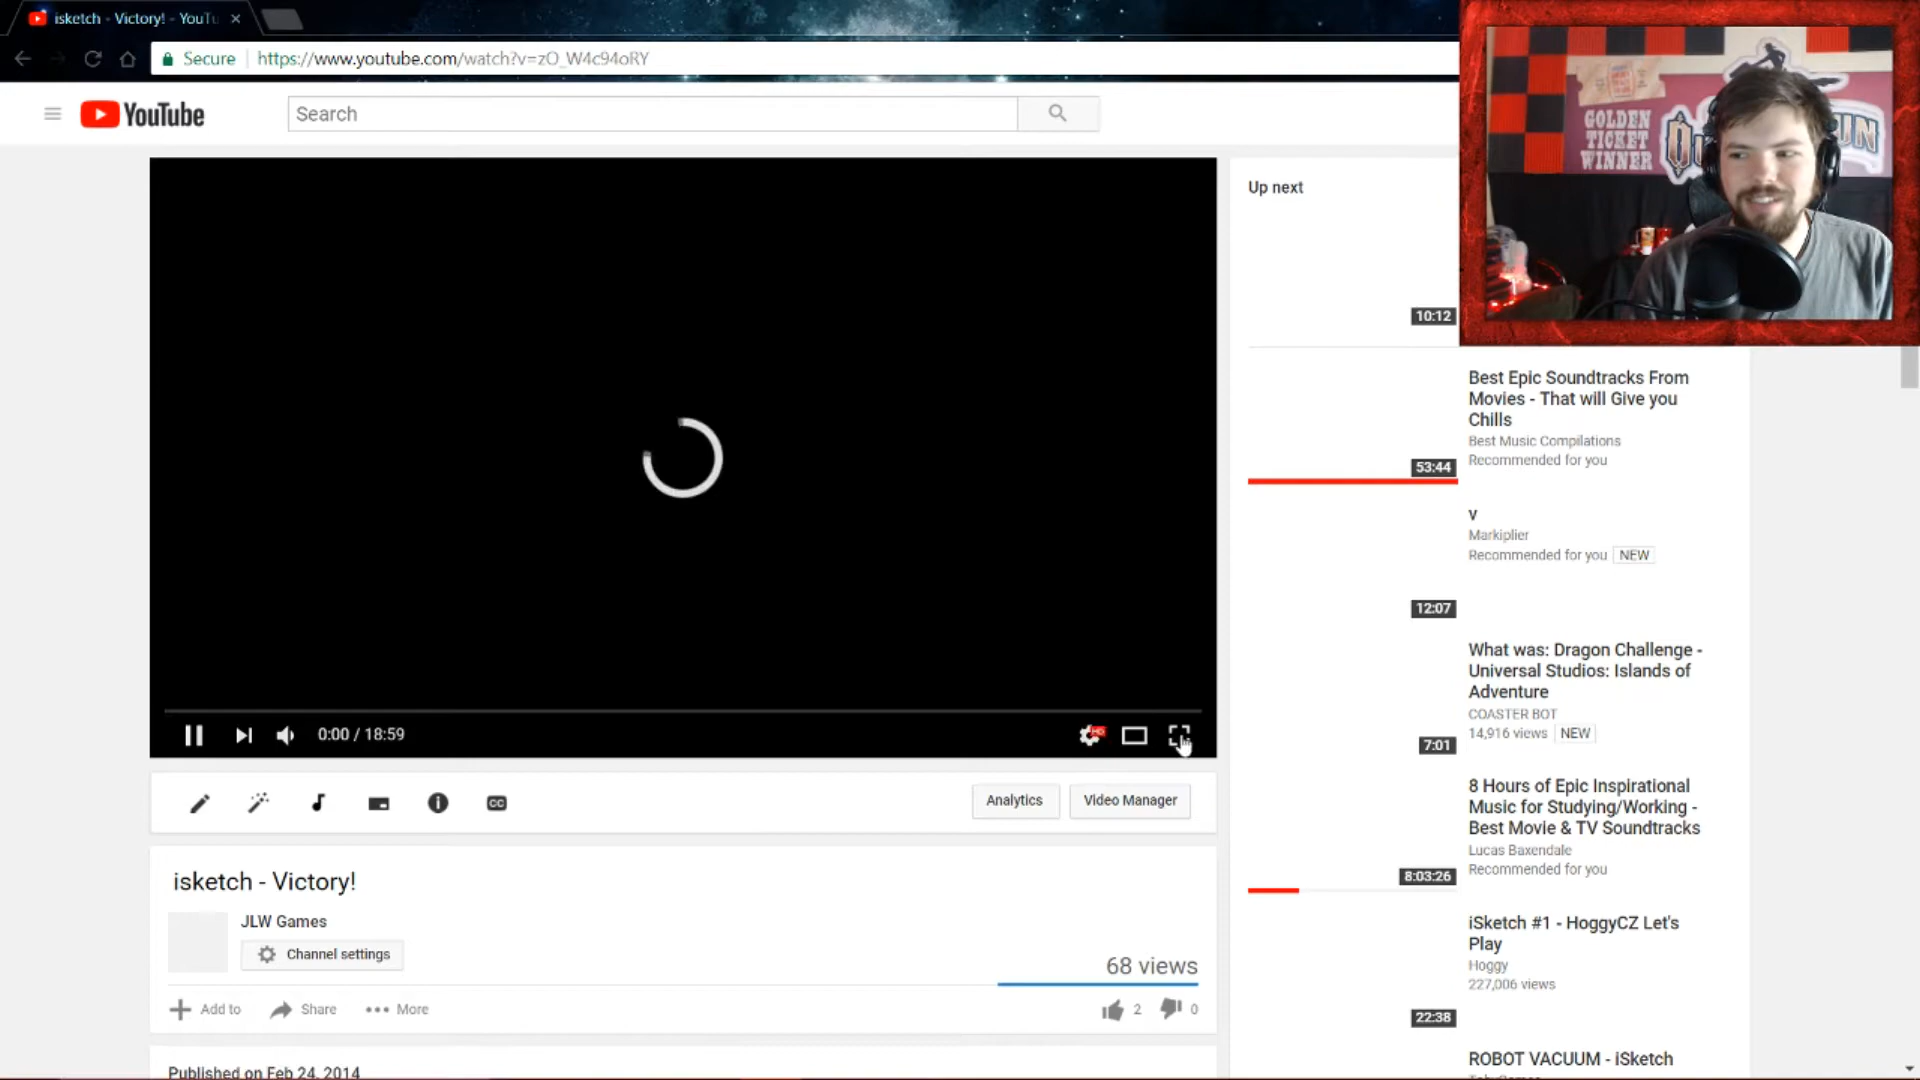 isketch - Victory! - YouTu
Secure
https://www.youtube.com/watch?v=zO_W4c94oRY
YouTube
Search
GOLDEN
TICKET
WINNER
Up next
10:12
Best Epic Soundtracks From
Movies - That will Give you
Chills
Best Music Compilations
Recommended for you
53:44
V
Markiplier
Recommended for you NEW
12:07
What was: Dragon Challenge -
Universal Studios: Islands of
Adventure
COASTER BOT
14,916 views NEW
7:01
8 Hours of Epic Inspirational
Music for Studying/Working -
Best Movie & TV Soundtracks
Lucas Baxendale
Recommended for you
8:03:26
iSketch #1 - HoggyCZ Let's
Play
Hoggy
227,006 views
22:38
ROBOT VACUUM - iSketch
0:00 / 18:59
HD
CC
Analytics
Video Manager
isketch - Victory!
JLW Games
Channel settings
68 views
Add to
Share
More
2
0
Published on Feb 24, 2014